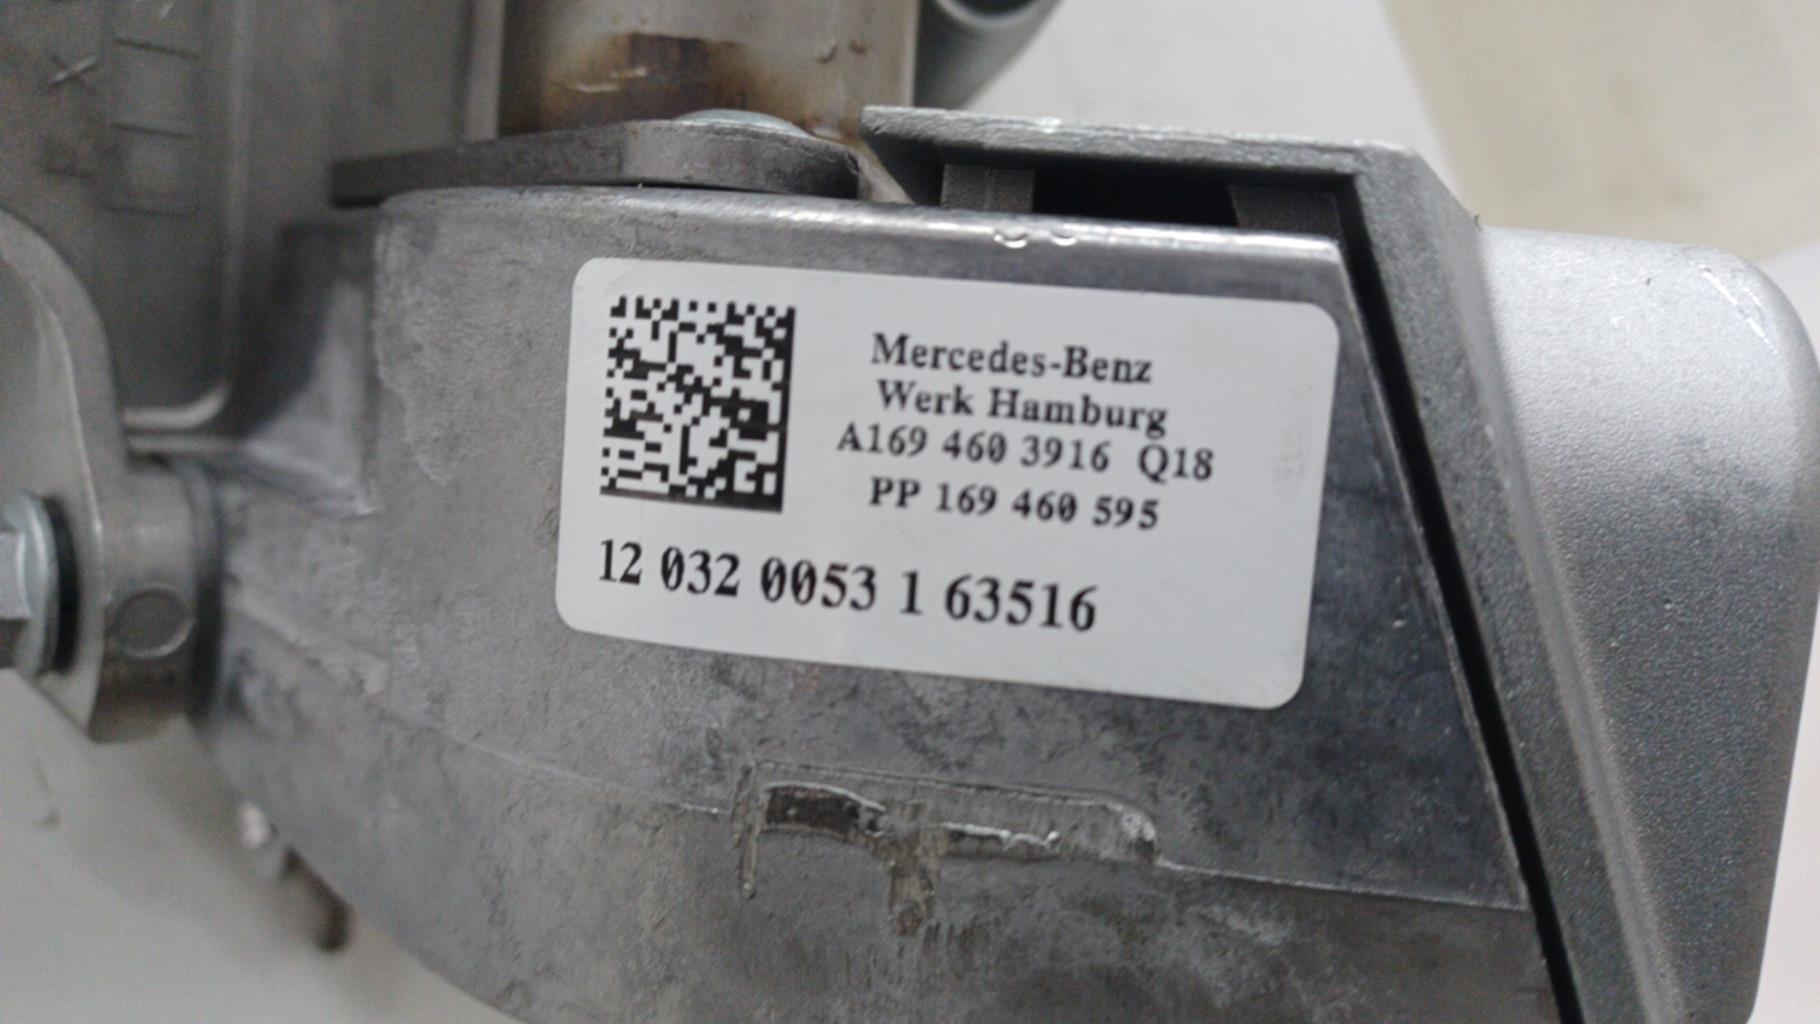 Mercedes-Benz
Werk Hamburg
A169 460 3916 Q18
PP 169 460 595
12 032 0053 1 63516